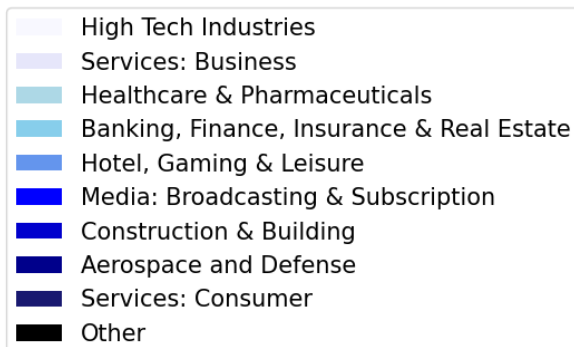 High Tech Industries
Services: Business
Healthcare & Pharmaceuticals
Banking, Finance, Insurance & Real Estate
Hotel, Gaming & Leisure
Media: Broadcasting & Subscription
Construction & Building
Aerospace and Defense
Services: Consumer
Other